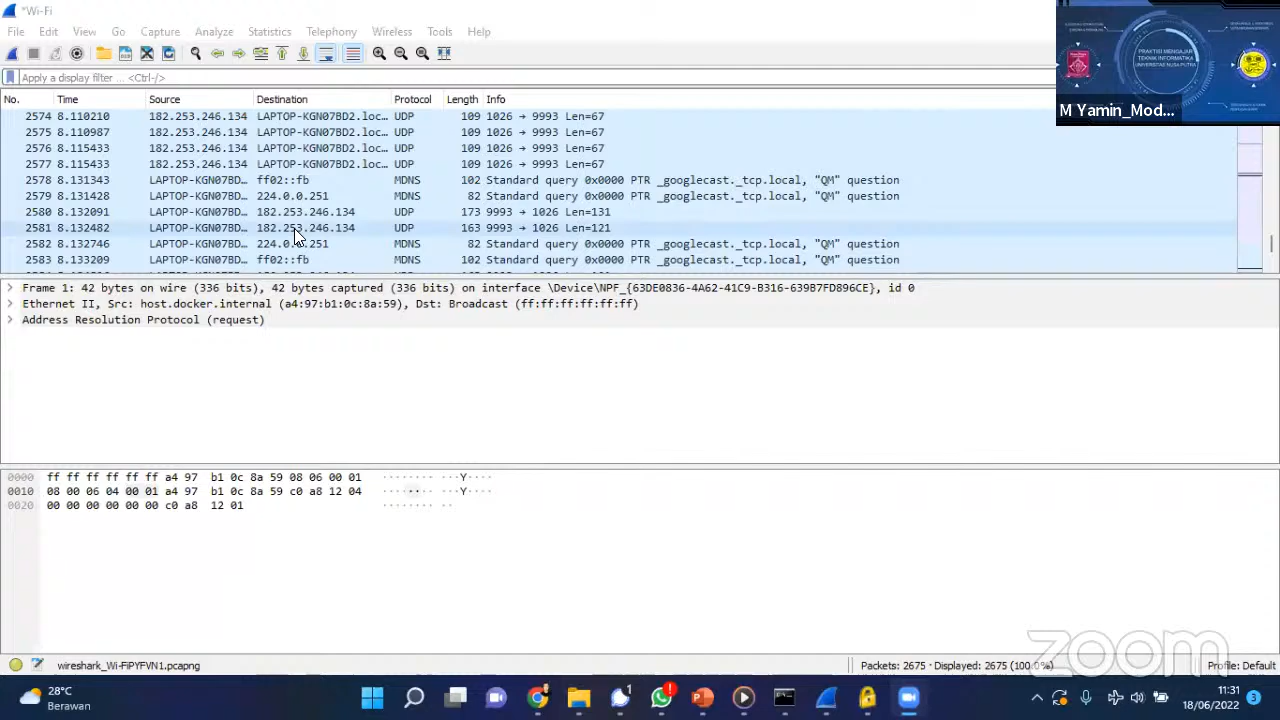 *Wi-Fi
File Edit View Go Capture Analyze Statistics Telephony Wireless Tools Help
Apply a display filter ... <Ctrl-/>
No. Time Source Destination Protocol Length Info
2574 8.110210 182.253.246.134 LAPTOP-KGN07BD2.loc… UDP 109 1026 → 9993 Len=67
2575 8.110987 182.253.246.134 LAPTOP-KGN07BD2.loc… UDP 109 1026 → 9993 Len=67
2576 8.115433 182.253.246.134 LAPTOP-KGN07BD2.loc… UDP 109 1026 → 9993 Len=67
2577 8.115433 182.253.246.134 LAPTOP-KGN07BD2.loc… UDP 109 1026 → 9993 Len=67
2578 8.131343 LAPTOP-KGN07BD… ff02::fb MDNS 102 Standard query 0x0000 PTR _googlecast._tcp.local, "QM" question
2579 8.131428 LAPTOP-KGN07BD… 224.0.0.251 MDNS 82 Standard query 0x0000 PTR _googlecast._tcp.local, "QM" question
2580 8.132091 LAPTOP-KGN07BD… 182.253.246.134 UDP 173 9993 → 1026 Len=131
2581 8.132482 LAPTOP-KGN07BD… 182.253.246.134 UDP 163 9993 → 1026 Len=121
2582 8.132746 LAPTOP-KGN07BD… 224.0.0.251 MDNS 82 Standard query 0x0000 PTR _googlecast._tcp.local, "QM" question
2583 8.133209 LAPTOP-KGN07BD… ff02::fb MDNS 102 Standard query 0x0000 PTR _googlecast._tcp.local, "QM" question
Frame 1: 42 bytes on wire (336 bits), 42 bytes captured (336 bits) on interface \Device\NPF_{63DE0836-4A62-41C9-B316-639B7FD896CE}, id 0
Ethernet II, Src: host.docker.internal (a4:97:b1:0c:8a:59), Dst: Broadcast (ff:ff:ff:ff:ff:ff)
Address Resolution Protocol (request)
0000 ff ff ff ff ff ff a4 97 b1 0c 8a 59 08 06 00 01 ········ ···Y····
0010 08 00 06 04 00 01 a4 97 b1 0c 8a 59 c0 a8 12 04 ········ ···Y····
0020 00 00 00 00 00 00 c0 a8 12 01 ········ ··
wireshark_Wi-FiPYFVN1.pcapng
Packets: 2675 · Displayed: 2675 (100.0%)
Profile: Default
zoom
PRAKTISI MENGAJAR
TEKNIK INFORMATIKA
UNIVERSITAS NUSA PUTRA
M Yamin_Mod...
28°C
Berawan
1
1
!
11:31
18/06/2022
3